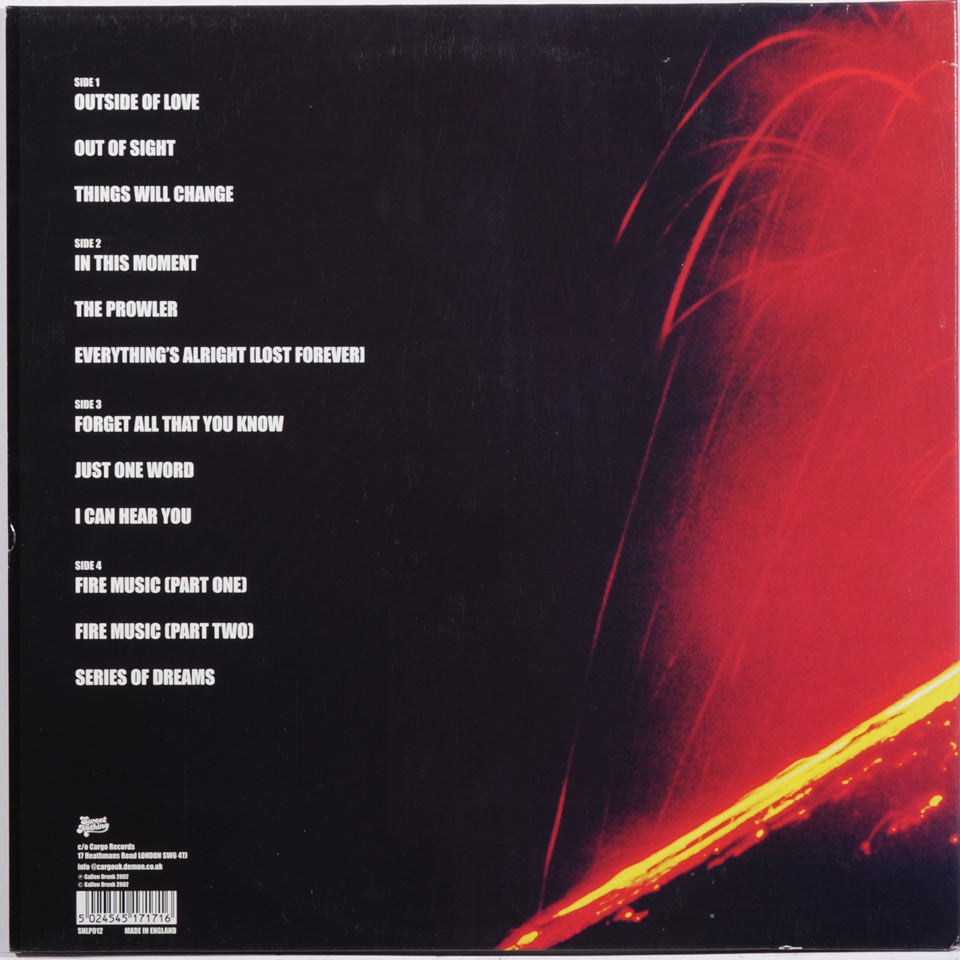 SIDE 1
OUTSIDE OF LOVE
OUT OF SIGHT
THINGS WILL CHANGE
SIDE 2
IN THIS MOMENT
THE PROWLER
EVERYTHING'S ALRIGHT [LOST FOREVER]
SIDE 3
FORGET ALL THAT YOU KNOW
JUST ONE WORD
I CAN HEAR YOU
SIDE 4
FIRE MUSIC (PART ONE)
FIRE MUSIC (PART TWO)
SERIES OF DREAMS
Sweet
Nothing
c/o Cargo Records
17 Heathmans Road LONDON SW6 4TJ
info @cargouk.demon.co.uk
℗ Gallon Drunk 2002
© Gallon Drunk 2002
5 024545 171716
SNLP012 MADE IN ENGLAND